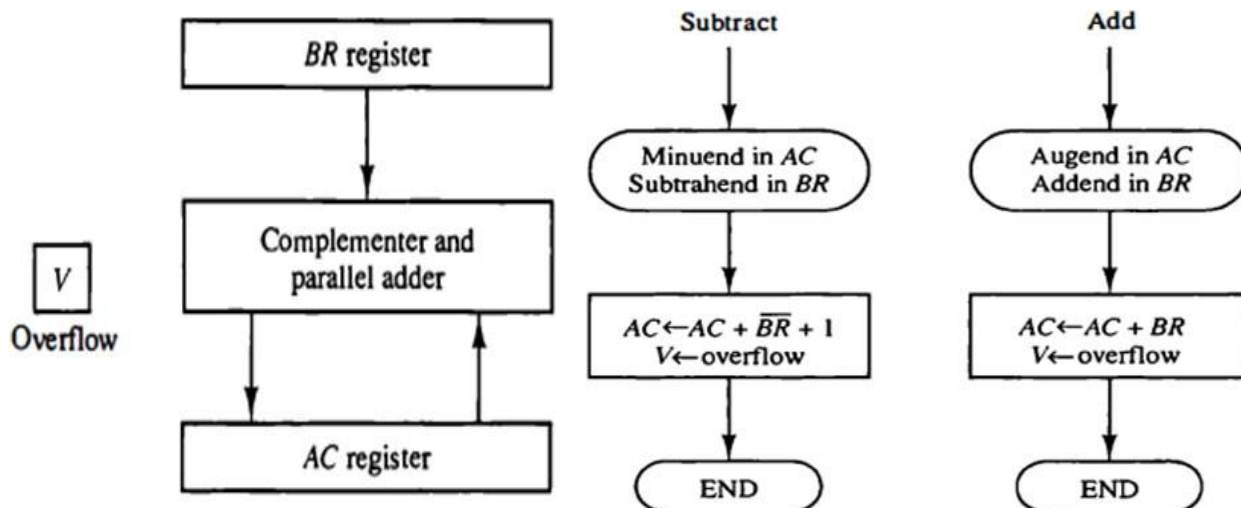 BR register
Complementer and
parallel adder
V
Overflow
AC register
Subtract
Minuend in AC
Subtrahend in BR
AC←AC + B̅R̅ + 1
V←overflow
END
Add
Augend in AC
Addend in BR
AC←AC + BR
V←overflow
END